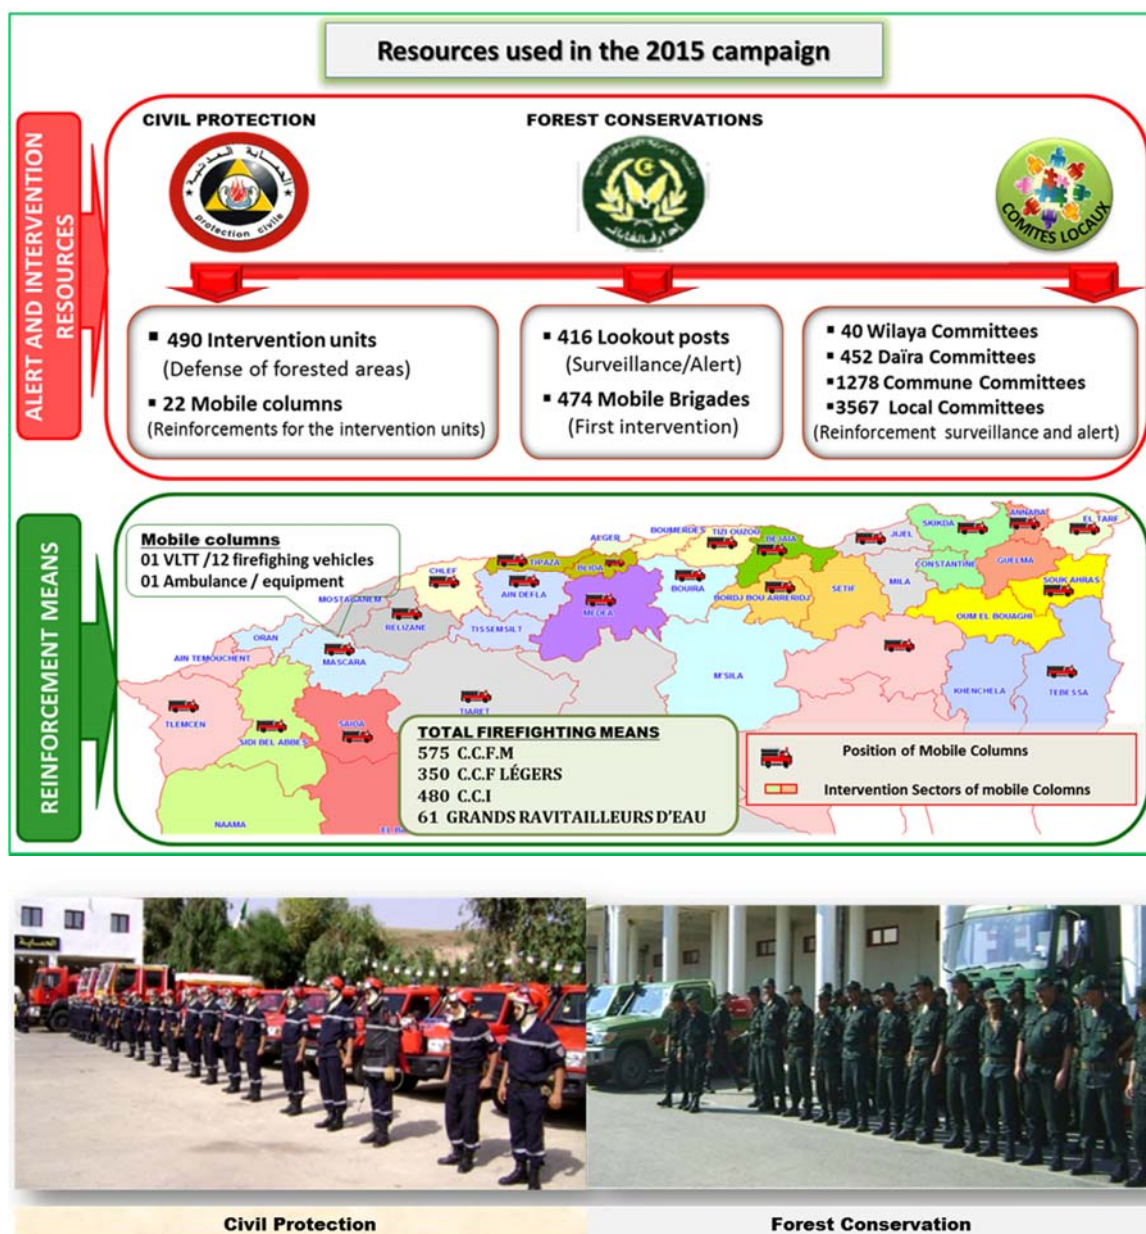 Resources used in the 2015 campaign
ALERT AND INTERVENTION
RESOURCES
CIVIL PROTECTION
الحماية المدنية
protection civile
FOREST CONSERVATIONS
COMITÉS LOCAUX
▪ 490 Intervention units
(Defense of forested areas)
▪ 22 Mobile columns
(Reinforcements for the intervention units)
▪ 416 Lookout posts
(Surveillance/Alert)
▪ 474 Mobile Brigades
(First intervention)
▪ 40 Wilaya Committees
▪ 452 Daïra Committees
▪1278 Commune Committees
▪3567 Local Committees
(Reinforcement surveillance and alert)
REINFORCEMENT MEANS
Mobile columns
01 VLTT /12 firefighing vehicles
01 Ambulance / equipment
ANNABA
EL TARF
SKIKDA
JIJEL
BOUMERDES
TIZI OUZOU
BEJAIA
ALGER
TIPAZA
BLIDA
CHLEF
AIN DEFLA
BOUIRA
BORDJ BOU ARRERIDJ
SETIF
MILA
CONSTANTINE
GUELMA
SOUK AHRAS
MOSTAGANEM
RELIZANE
TISSEMSILT
MEDEA
OUM EL BOUAGHI
ORAN
AIN TEMOUCHENT
MASCARA
M'SILA
KHENCHELA
TEBESSA
TLEMCEN
SIDI BEL ABBES
SAIDA
TIARET
NAAMA
TOTAL FIREFIGHTING MEANS
575 C.C.F.M
350 C.C.F LÉGERS
480 C.C.I
61 GRANDS RAVITAILLEURS D'EAU
Position of Mobile Columns
Intervention Sectors of mobile Colomns
الحماية
Civil Protection
Forest Conservation